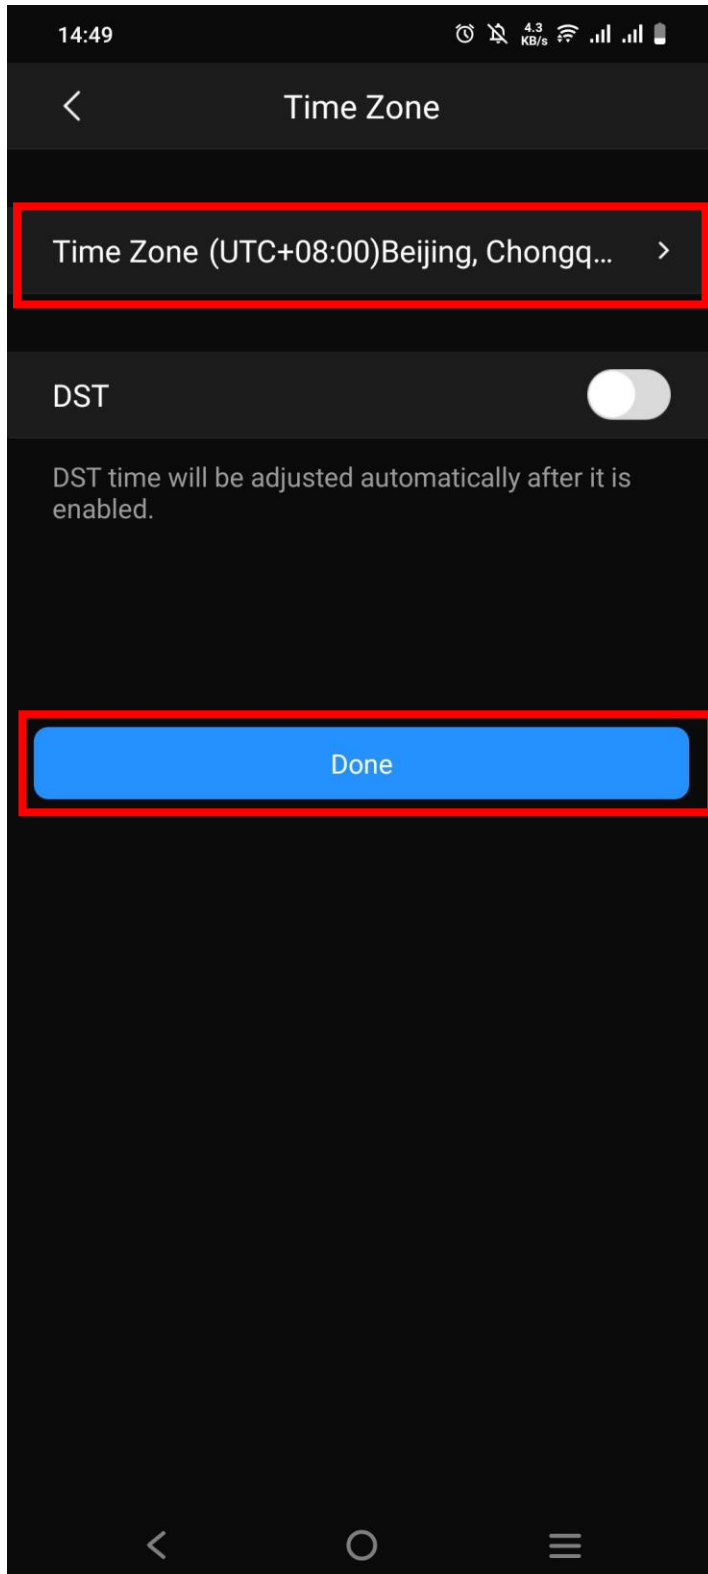 14:49
4.3
KB/s
Time Zone
Time Zone (UTC+08:00)Beijing, Chongq...
DST
DST time will be adjusted automatically after it is
enabled.
Done